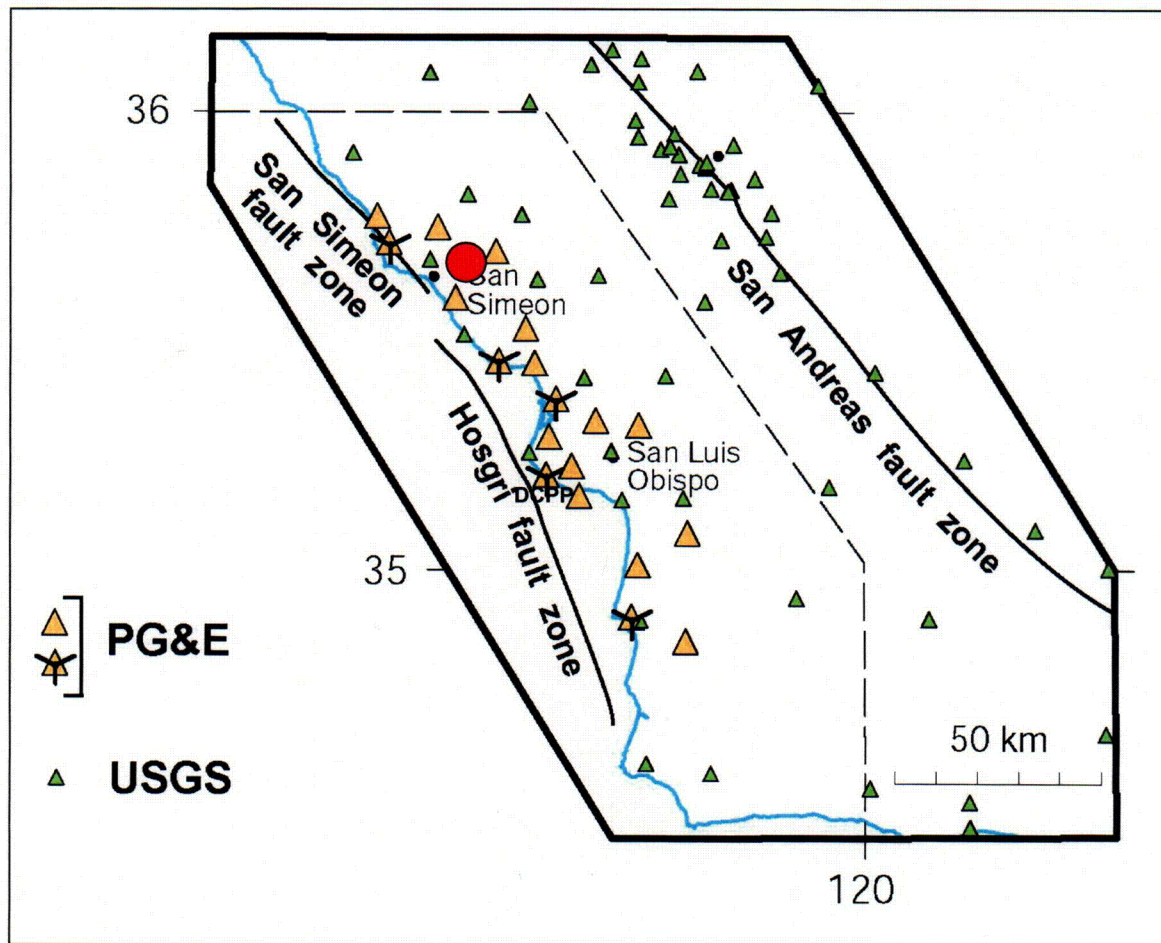 36
San Simeon
fault zone
San
Simeon
San Andreas fault zone
Hosgri fault zone
San Luis
Obispo
DCPP
35
PG&E
50 km
USGS
120